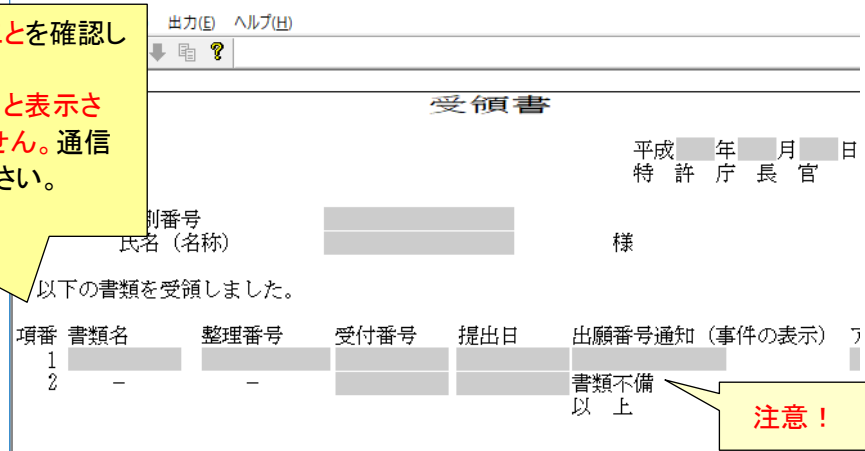 出力(E) ヘルプ(H)
ことを確認し
と表示さ
せん。通信
さい。
受領書
平成 年 月 日
特 許 庁 長 官
別番号
氏名（名称） 様
以下の書類を受領しました。
項番 書類名 整理番号 受付番号 提出日 出願番号通知（事件の表示）
1
2 － － 書類不備
以 上
注意！